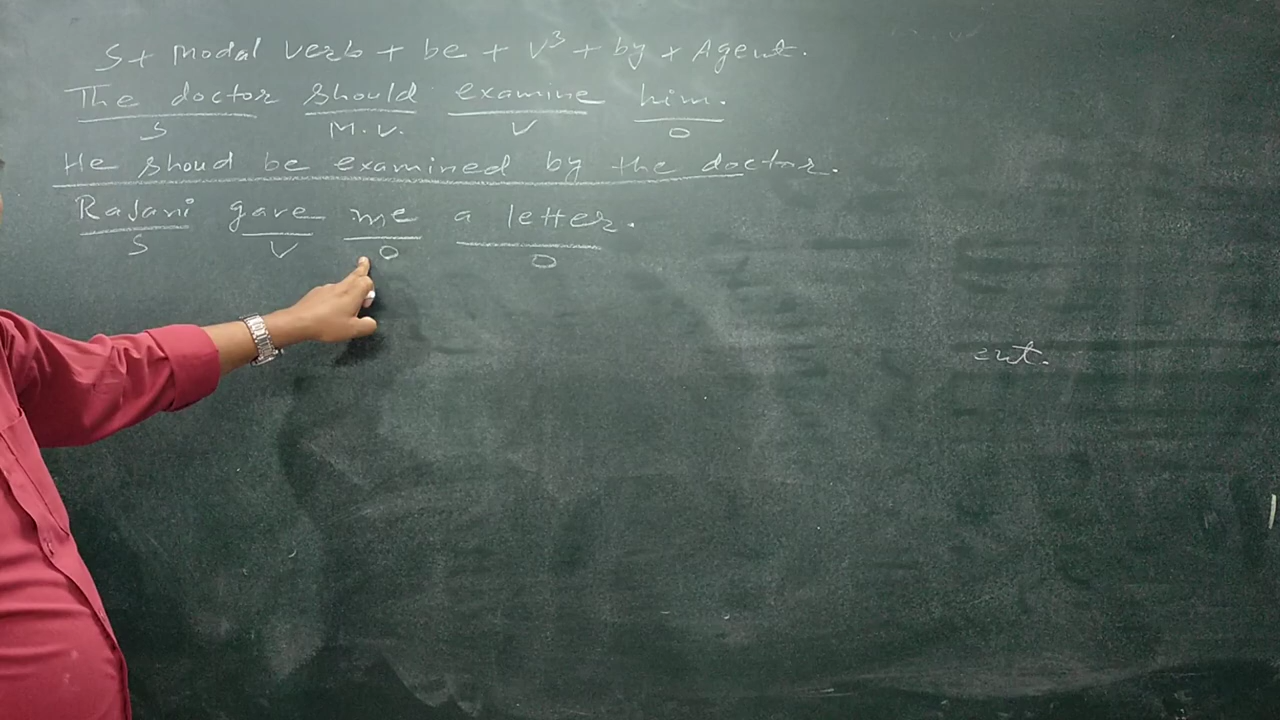 S + Modal Verb + be + V³ + by + Agent.
The doctor should examine him.
S M.V. V O
He shoud be examined by the doctor.
Rajani gave me a letter.
S V O O